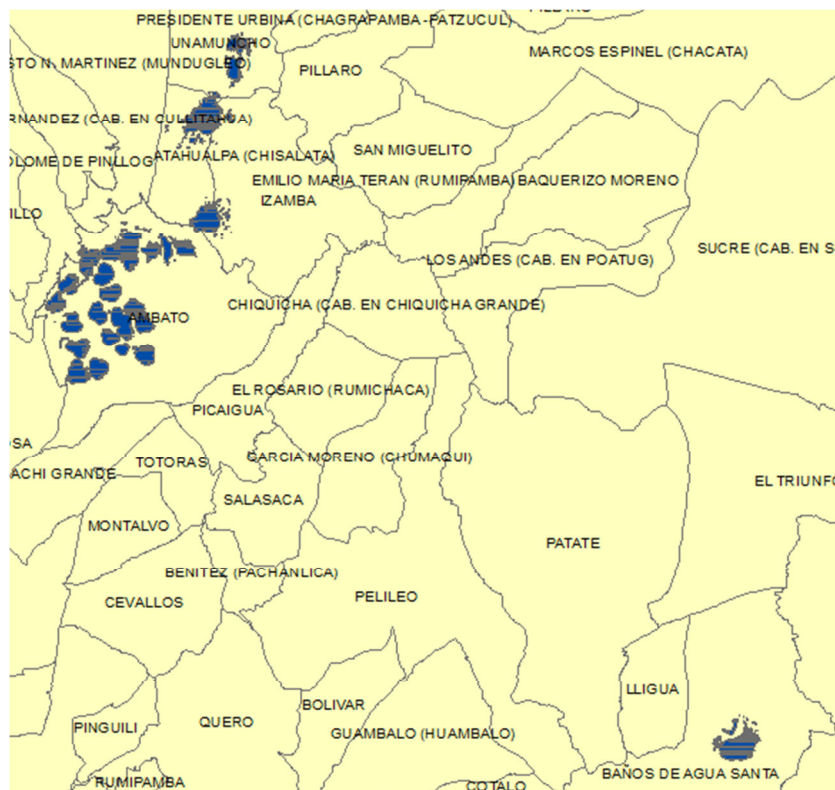 PILLARO
PRESIDENTE URBINA (CHAGRAPAMBA -PATZUCUL)
UNAMUNCHO
MARCOS ESPINEL (CHACATA)
STO N. MARTINEZ (MUNDUGLEO)
PILLARO
RNANDEZ (CAB. EN CULLITAHUA)
SAN MIGUELITO
OLOME DE PINLLOG
ATAHUALPA (CHISALATA)
EMILIO MARIA TERAN (RUMIPAMBA)
BAQUERIZO MORENO
IZAMBA
ILLO
SUCRE (CAB. EN S
LOS ANDES (CAB. EN POATUG)
CHIQUICHA (CAB. EN CHIQUICHA GRANDE)
AMBATO
EL ROSARIO (RUMICHACA)
PICAIGUA
OSA
TOTORAS
GARCIA MORENO (CHUMAQUI)
ACHI GRANDE
EL TRIUNFO
SALASACA
MONTALVO
PATATE
BENITEZ (PACHANLICA)
CEVALLOS
PELILEO
LLIGUA
BOLIVAR
PINGUILI
QUERO
GUAMBALO (HUAMBALO)
BAÑOS DE AGUA SANTA
RUMIPAMBA
COTALO